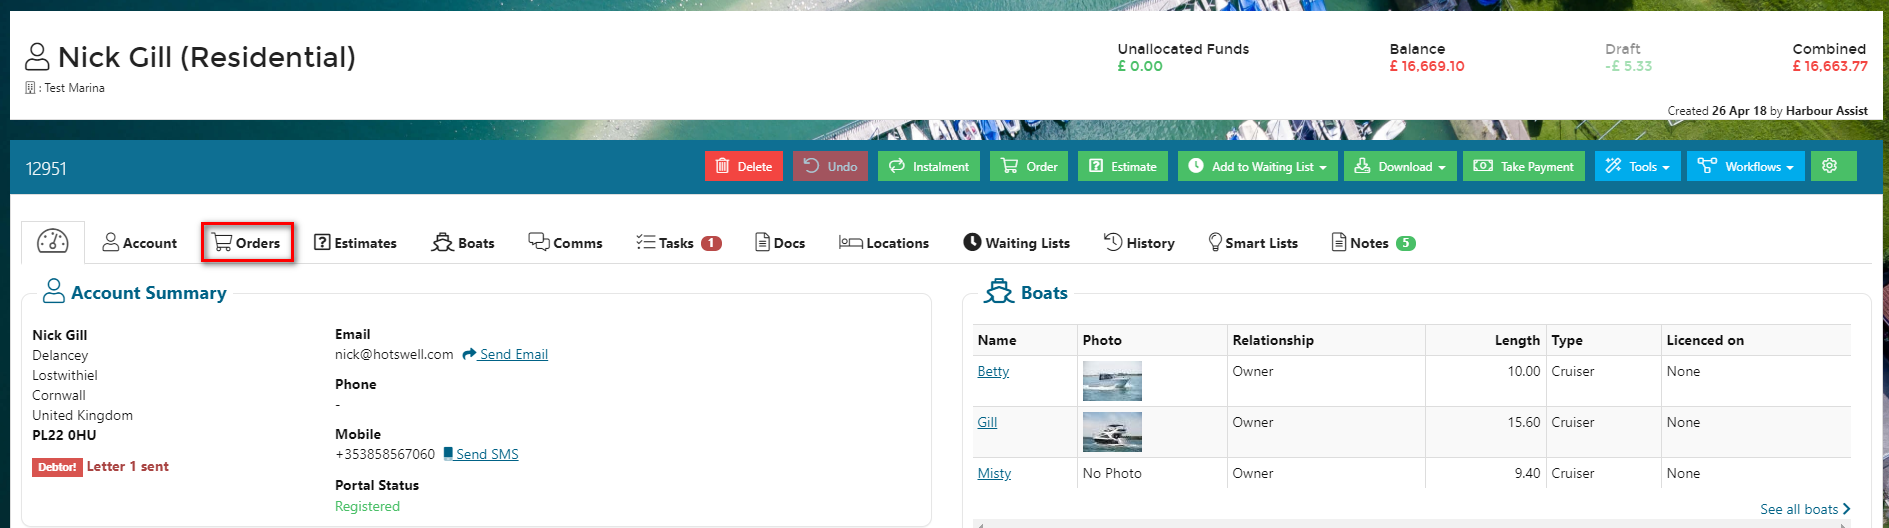 Nick Gill (Residential)
: Test Marina
Unallocated Funds
£ 0.00
Balance
£ 16,669.10
Draft
-£ 5.33
Combined
£ 16,663.77
Created 26 Apr 18 by Harbour Assist
12951
Delete
Undo
Instalment
Order
Estimate
Add to Waiting List
Download
Take Payment
Tools
Workflows
Account
Orders
Estimates
Boats
Comms
Tasks 1
Docs
Locations
Waiting Lists
History
Smart Lists
Notes 5
Account Summary
Nick Gill
Delancey
Lostwithiel
Cornwall
United Kingdom
PL22 0HU
Debtor! Letter 1 sent
Email
nick@hotswell.com Send Email
Phone
-
Mobile
+353858567060 Send SMS
Portal Status
Registered
Boats
Name Photo Relationship Length Type Licenced on
Betty Owner 10.00 Cruiser None
Gill Owner 15.60 Cruiser None
Misty No Photo Owner 9.40 Cruiser None
See all boats